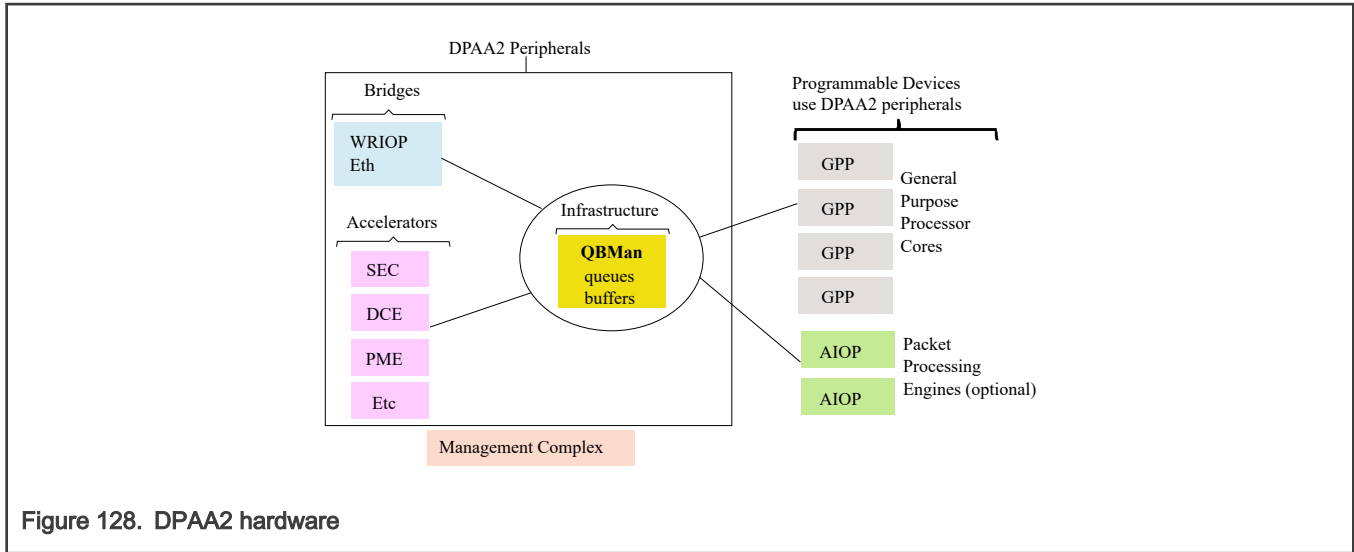 DPAA2 Peripherals
Bridges
WRIOP
Eth
Accelerators
SEC
DCE
PME
Etc
Infrastructure
QBMan
queues
buffers
Management Complex
Programmable Devices
use DPAA2 peripherals
GPP
GPP
GPP
GPP
General
Purpose
Processor
Cores
AIOP
AIOP
Packet
Processing
Engines (optional)
Figure 128. DPAA2 hardware